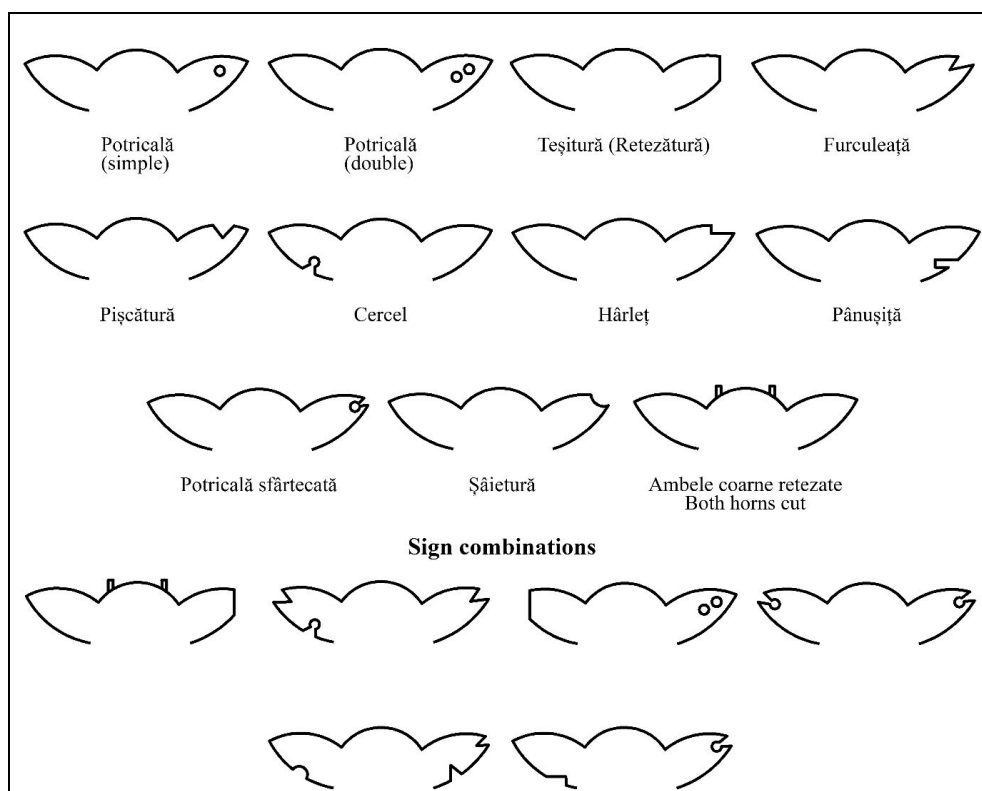 Potricală
(simple)
Potricală
(double)
Teșitură (Retezătură)
Furculeață
Pișcătură
Cercel
Hârleț
Pânușiță
Potricală sfârtecată
Șâietură
Ambele coarne retezate
Both horns cut
Sign combinations